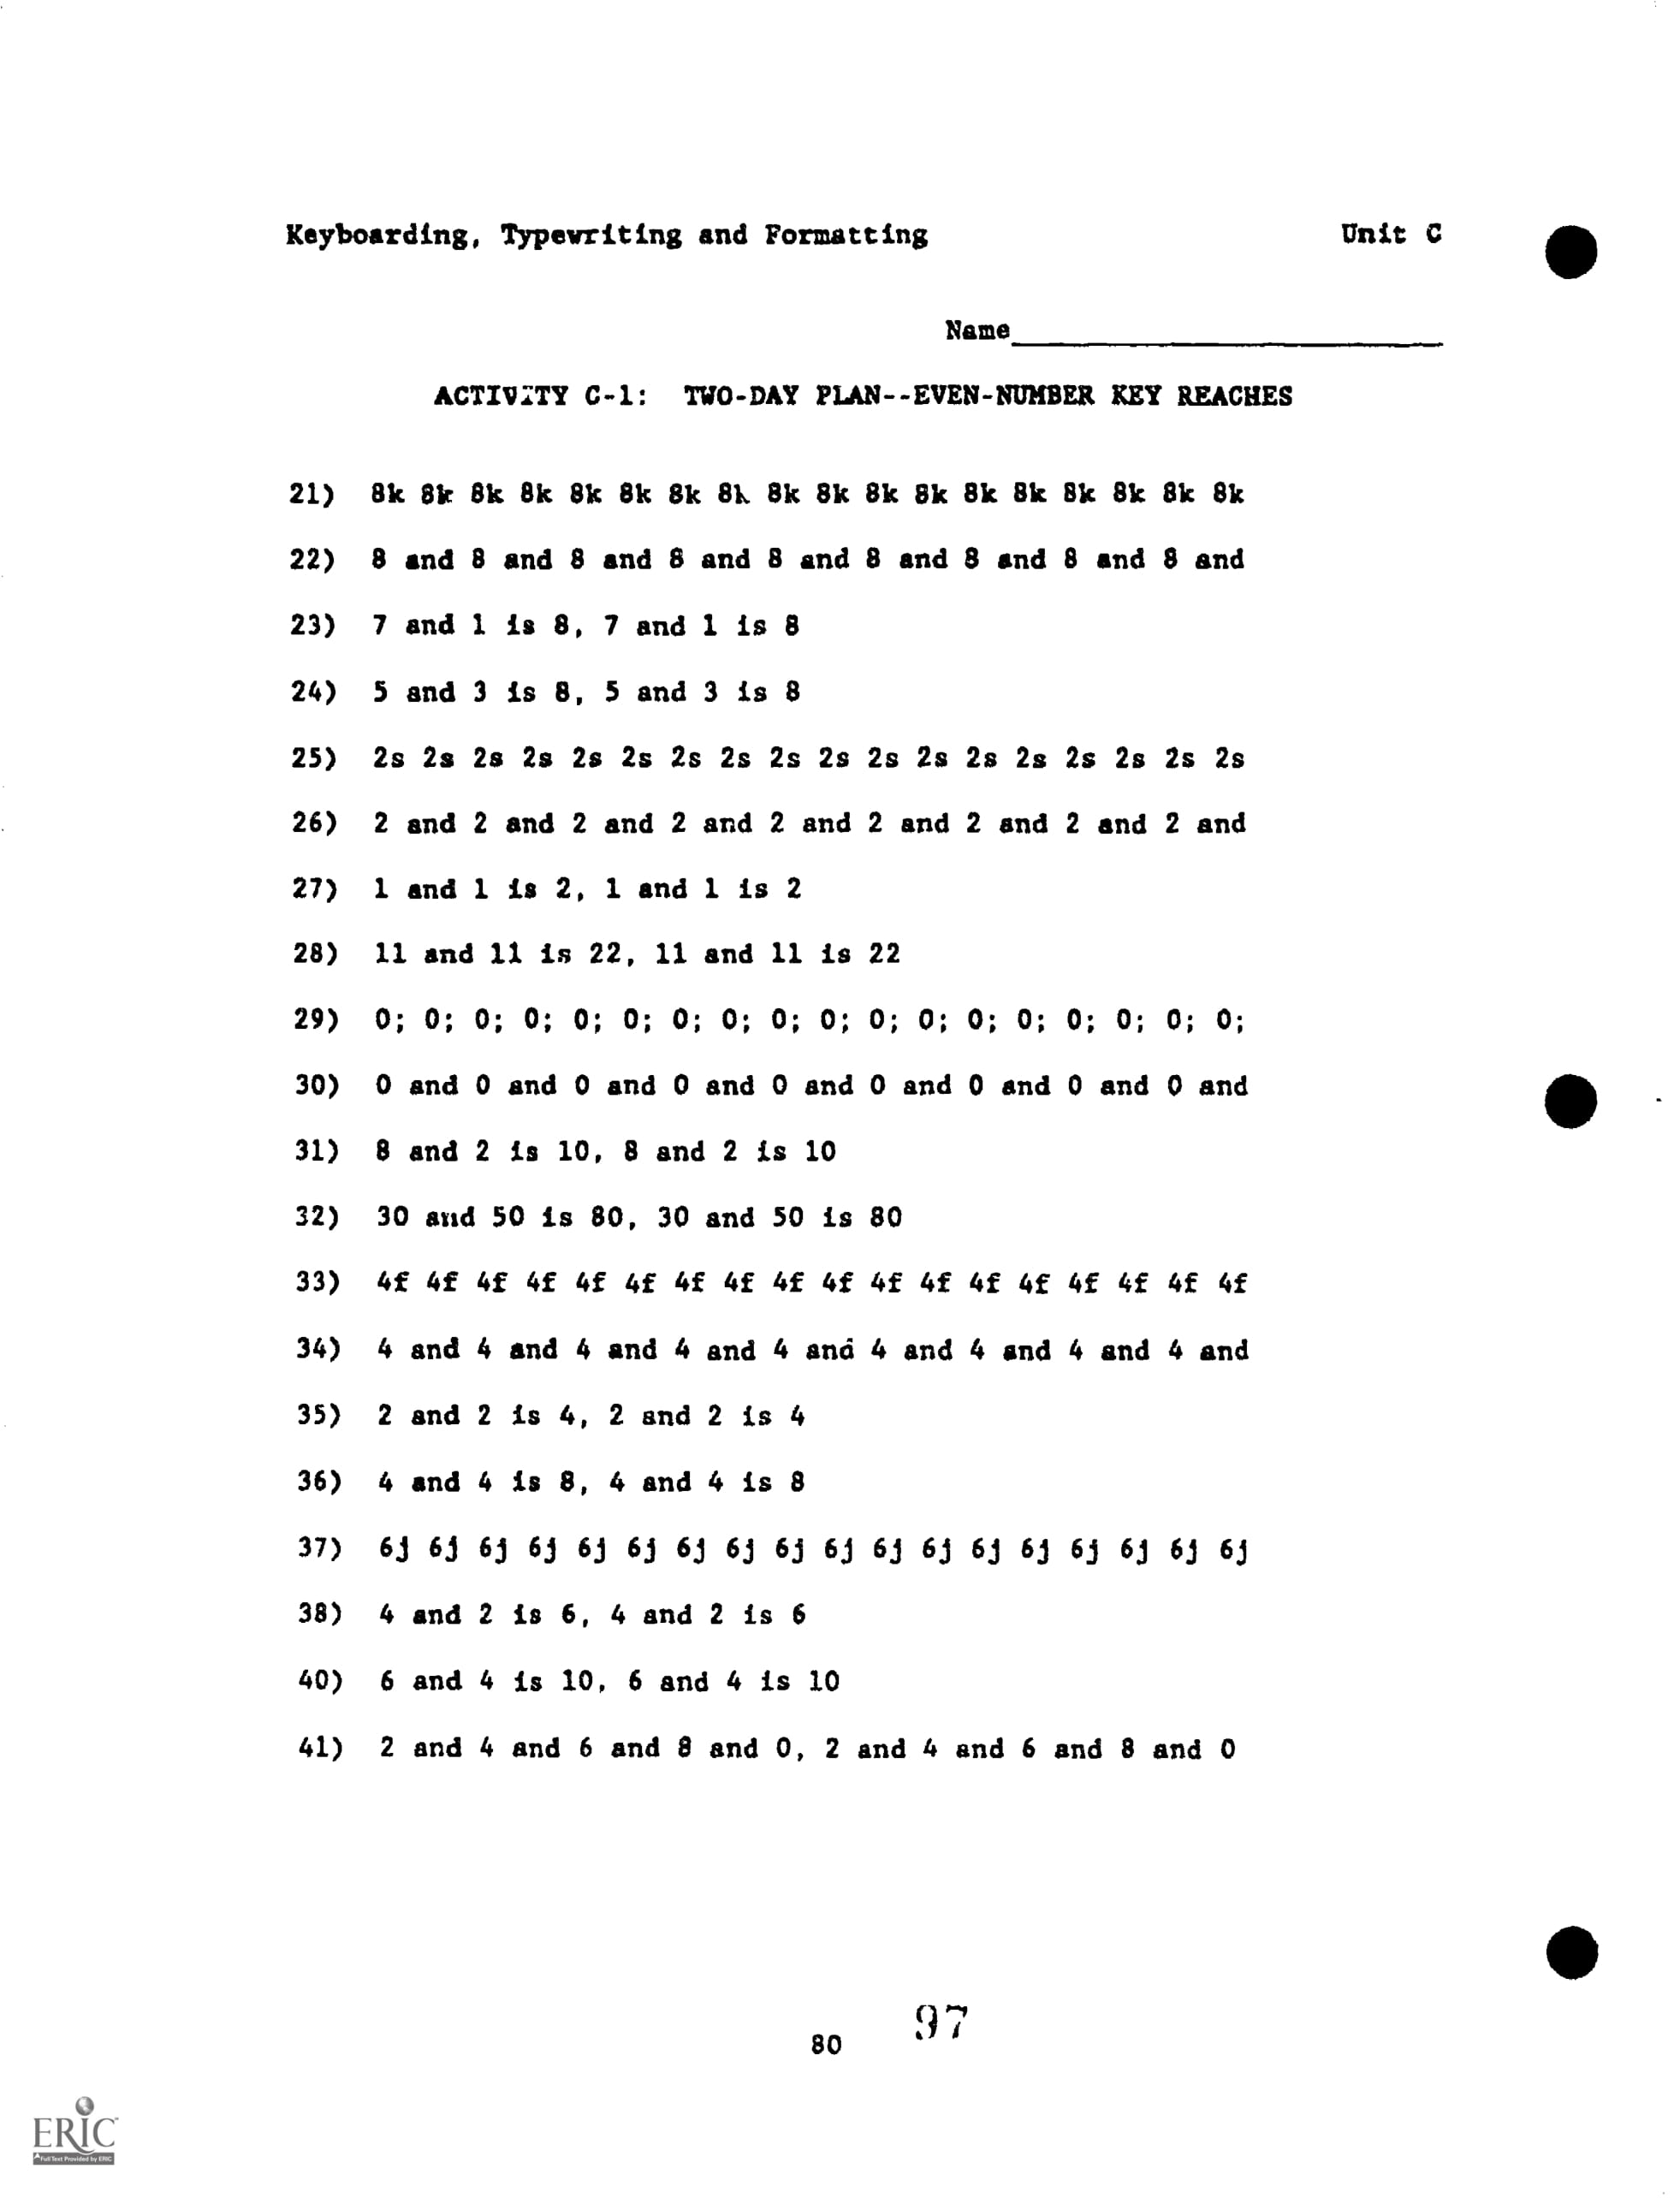 Keyboarding, Typewriting and Formatting Unit C
Name
ACTIVITY C-1: TWO-DAY PLAN--EVEN-NUMBER KEY REACHES
21) 8k 8k 8k 8k 8k 8k 8k 8k 8k 8k 8k 8k 8k 8k 8k 8k 8k 8k
22) 8 and 8 and 8 and 8 and 8 and 8 and 8 and 8 and 8 and
23) 7 and 1 is 8, 7 and 1 is 8
24) 5 and 3 is 8, 5 and 3 is 8
25) 2s 2s 2s 2s 2s 2s 2s 2s 2s 2s 2s 2s 2s 2s 2s 2s 2s 2s
26) 2 and 2 and 2 and 2 and 2 and 2 and 2 and 2 and 2 and
27) 1 and 1 is 2, 1 and 1 is 2
28) 11 and 11 is 22, 11 and 11 is 22
29) 0; 0; 0; 0; 0; 0; 0; 0; 0; 0; 0; 0; 0; 0; 0; 0; 0; 0;
30) 0 and 0 and 0 and 0 and 0 and 0 and 0 and 0 and 0 and
31) 8 and 2 is 10, 8 and 2 is 10
32) 30 and 50 is 80, 30 and 50 is 80
33) 4f 4f 4f 4f 4f 4f 4f 4f 4f 4f 4f 4f 4f 4f 4f 4f 4f 4f
34) 4 and 4 and 4 and 4 and 4 and 4 and 4 and 4 and 4 and
35) 2 and 2 is 4, 2 and 2 is 4
36) 4 and 4 is 8, 4 and 4 is 8
37) 6j 6j 6j 6j 6j 6j 6j 6j 6j 6j 6j 6j 6j 6j 6j 6j 6j 6j
38) 4 and 2 is 6, 4 and 2 is 6
40) 6 and 4 is 10, 6 and 4 is 10
41) 2 and 4 and 6 and 8 and 0, 2 and 4 and 6 and 8 and 0
80 97
ERIC
Full Text Provided by ERIC